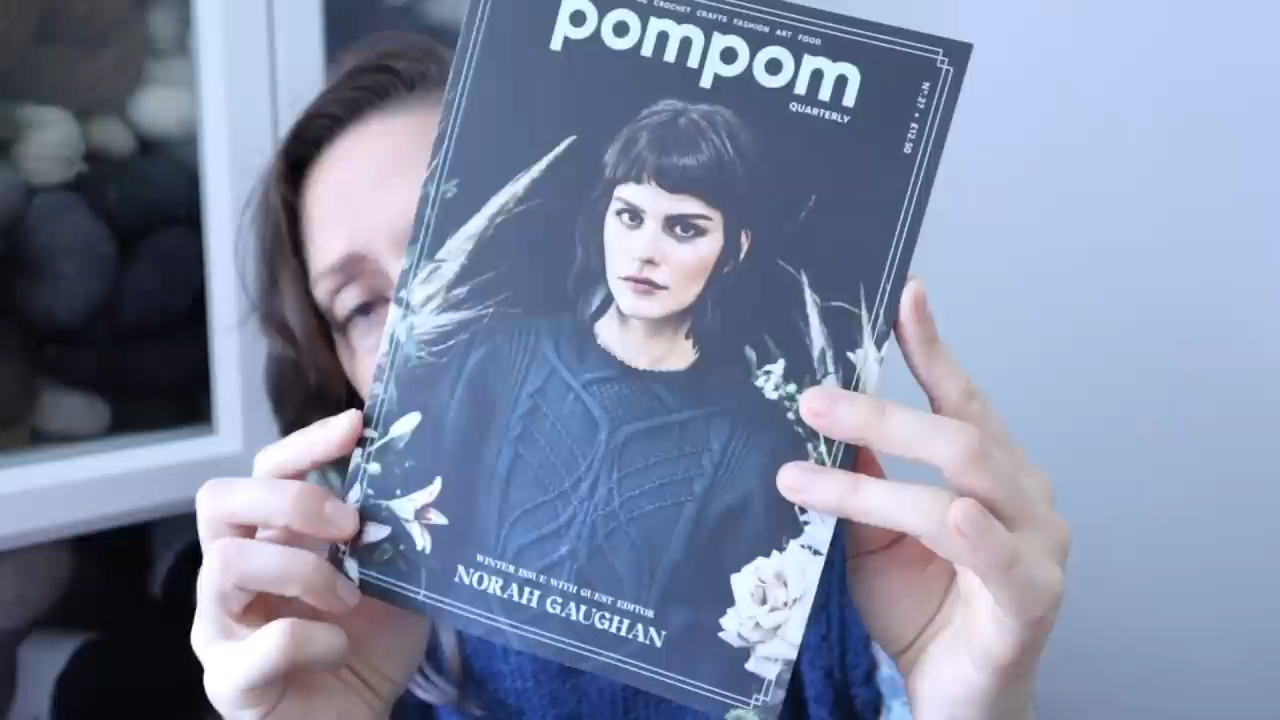 CROCHET CRAFTS FASHION ART FOOD
pompom
QUARTERLY
Nº.27 • £12.50
WINTER ISSUE WITH GUEST EDITOR
NORAH GAUGHAN